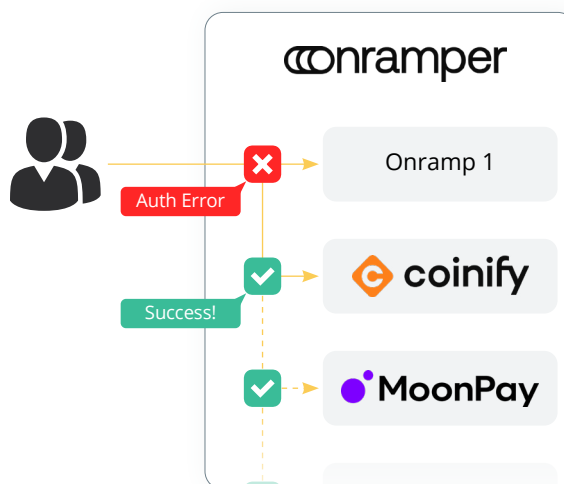 onramper
Onramp 1
Auth Error
coinify
Success!
MoonPay